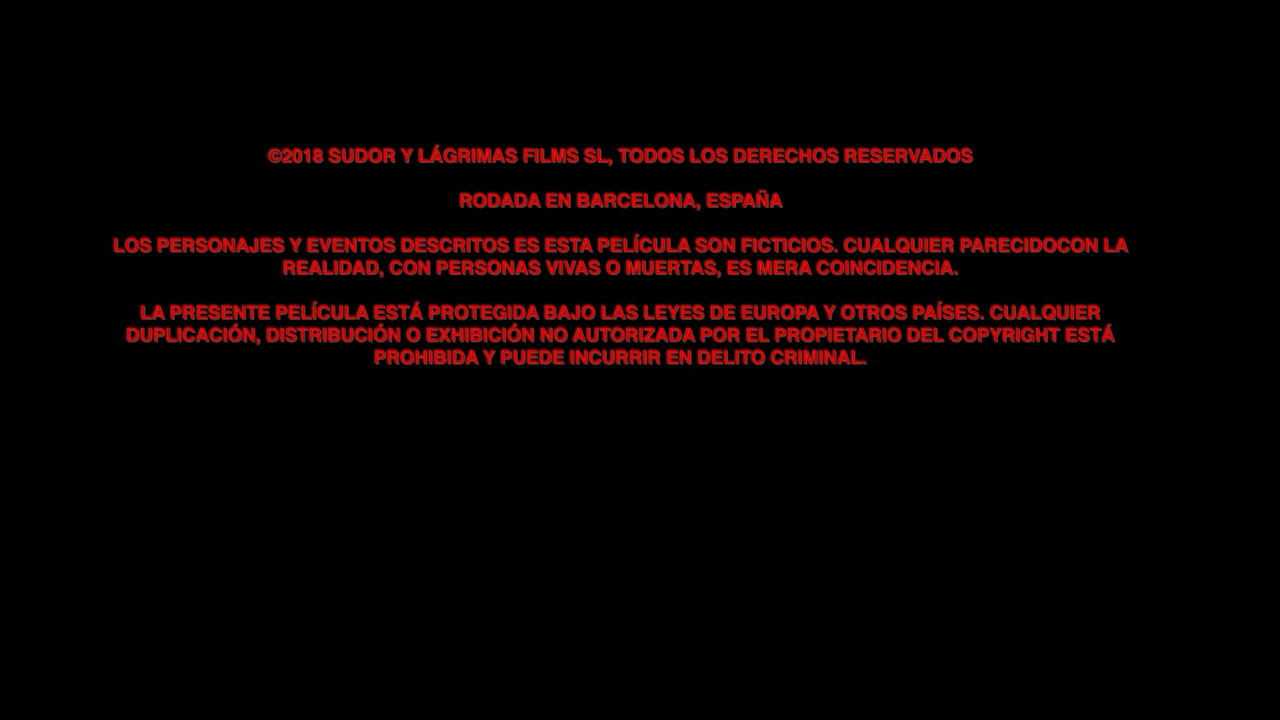 ©2018 SUDOR Y LÁGRIMAS FILMS SL, TODOS LOS DERECHOS RESERVADOS
RODADA EN BARCELONA, ESPAÑA
LOS PERSONAJES Y EVENTOS DESCRITOS ES ESTA PELÍCULA SON FICTICIOS. CUALQUIER PARECIDOCON LA
REALIDAD, CON PERSONAS VIVAS O MUERTAS, ES MERA COINCIDENCIA.
LA PRESENTE PELÍCULA ESTÁ PROTEGIDA BAJO LAS LEYES DE EUROPA Y OTROS PAÍSES. CUALQUIER
DUPLICACIÓN, DISTRIBUCIÓN O EXHIBICIÓN NO AUTORIZADA POR EL PROPIETARIO DEL COPYRIGHT ESTÁ
PROHIBIDA Y PUEDE INCURRIR EN DELITO CRIMINAL.